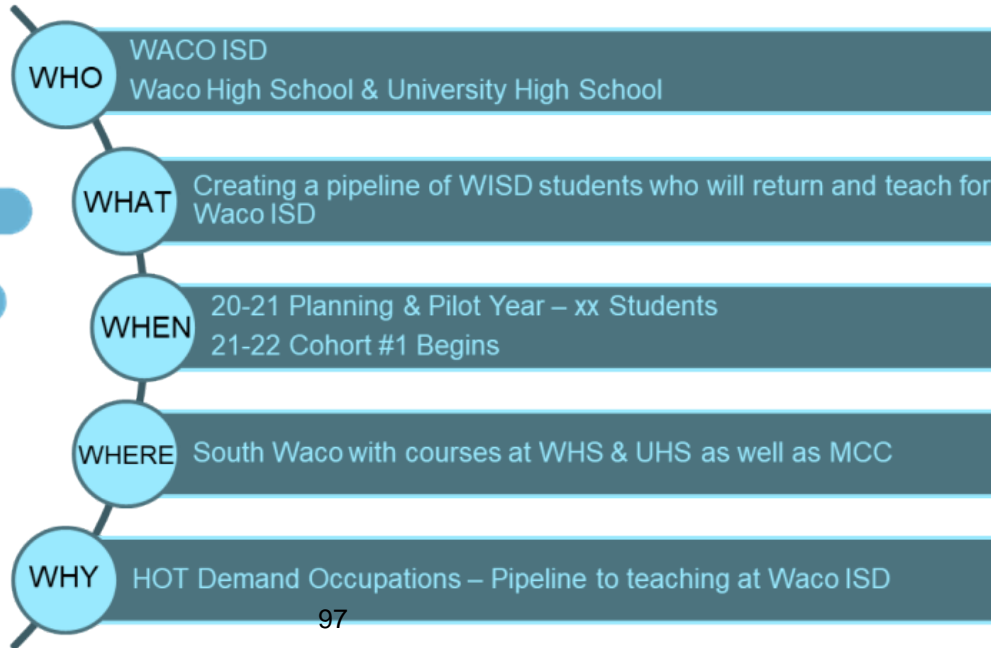 WHO
WACO ISD
Waco High School & University High School
WHAT
Creating a pipeline of WISD students who will return and teach for
Waco ISD
WHEN
20-21 Planning & Pilot Year – xx Students
21-22 Cohort #1 Begins
WHERE
South Waco with courses at WHS & UHS as well as MCC
WHY
HOT Demand Occupations – Pipeline to teaching at Waco ISD
97